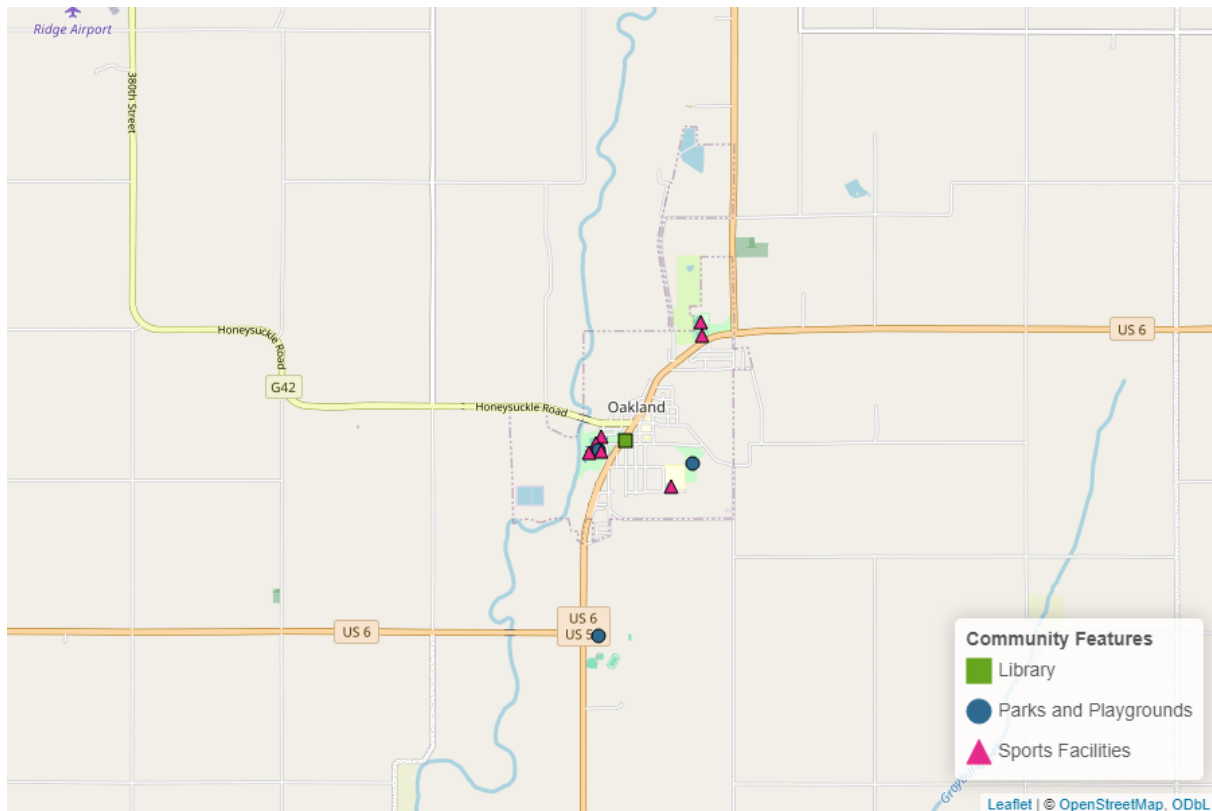 Ridge Airport
380th Street
US 6
Honeysuckle Road
G42
Honeysuckle Road
Oakland
US 6
US 6
US 5
Community Features
Library
Parks and Playgrounds
Sports Facilities
Leaflet | © OpenStreetMap, ODbL